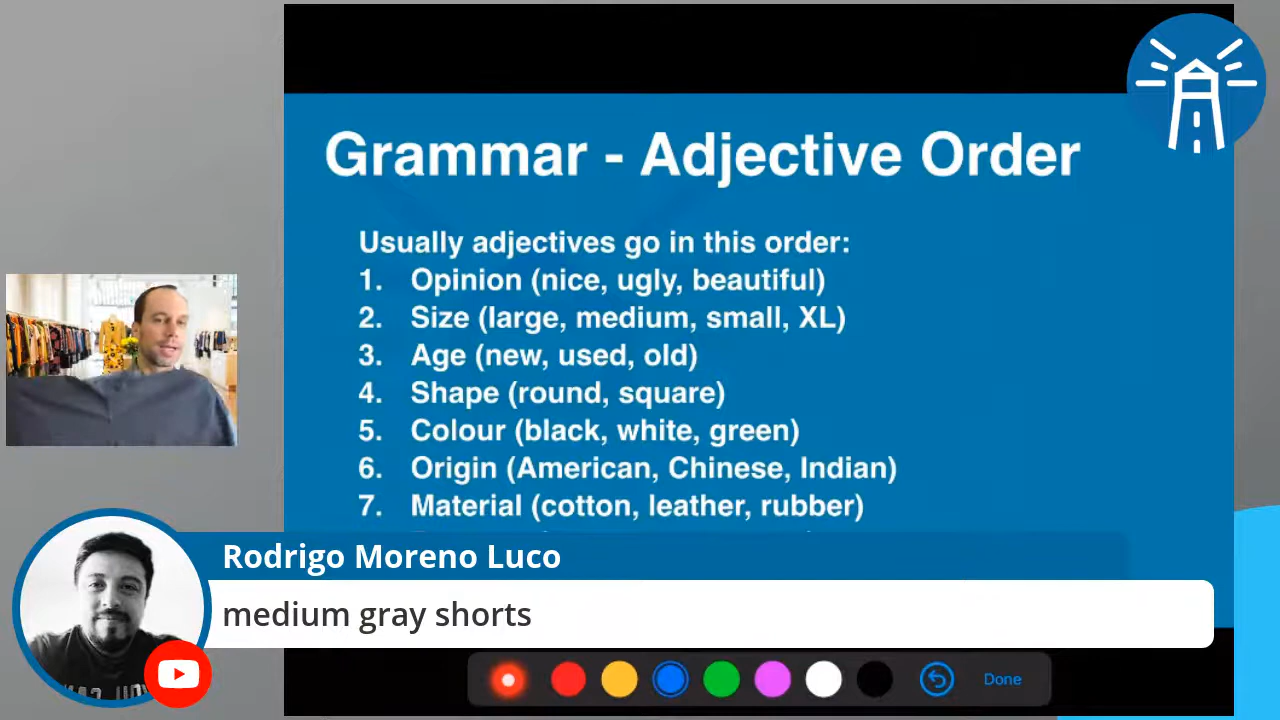 Grammar - Adjective Order
Usually adjectives go in this order:
1. Opinion (nice, ugly, beautiful)
2. Size (large, medium, small, XL)
3. Age (new, used, old)
4. Shape (round, square)
5. Colour (black, white, green)
6. Origin (American, Chinese, Indian)
7. Material (cotton, leather, rubber)
Rodrigo Moreno Luco
medium gray shorts
Done